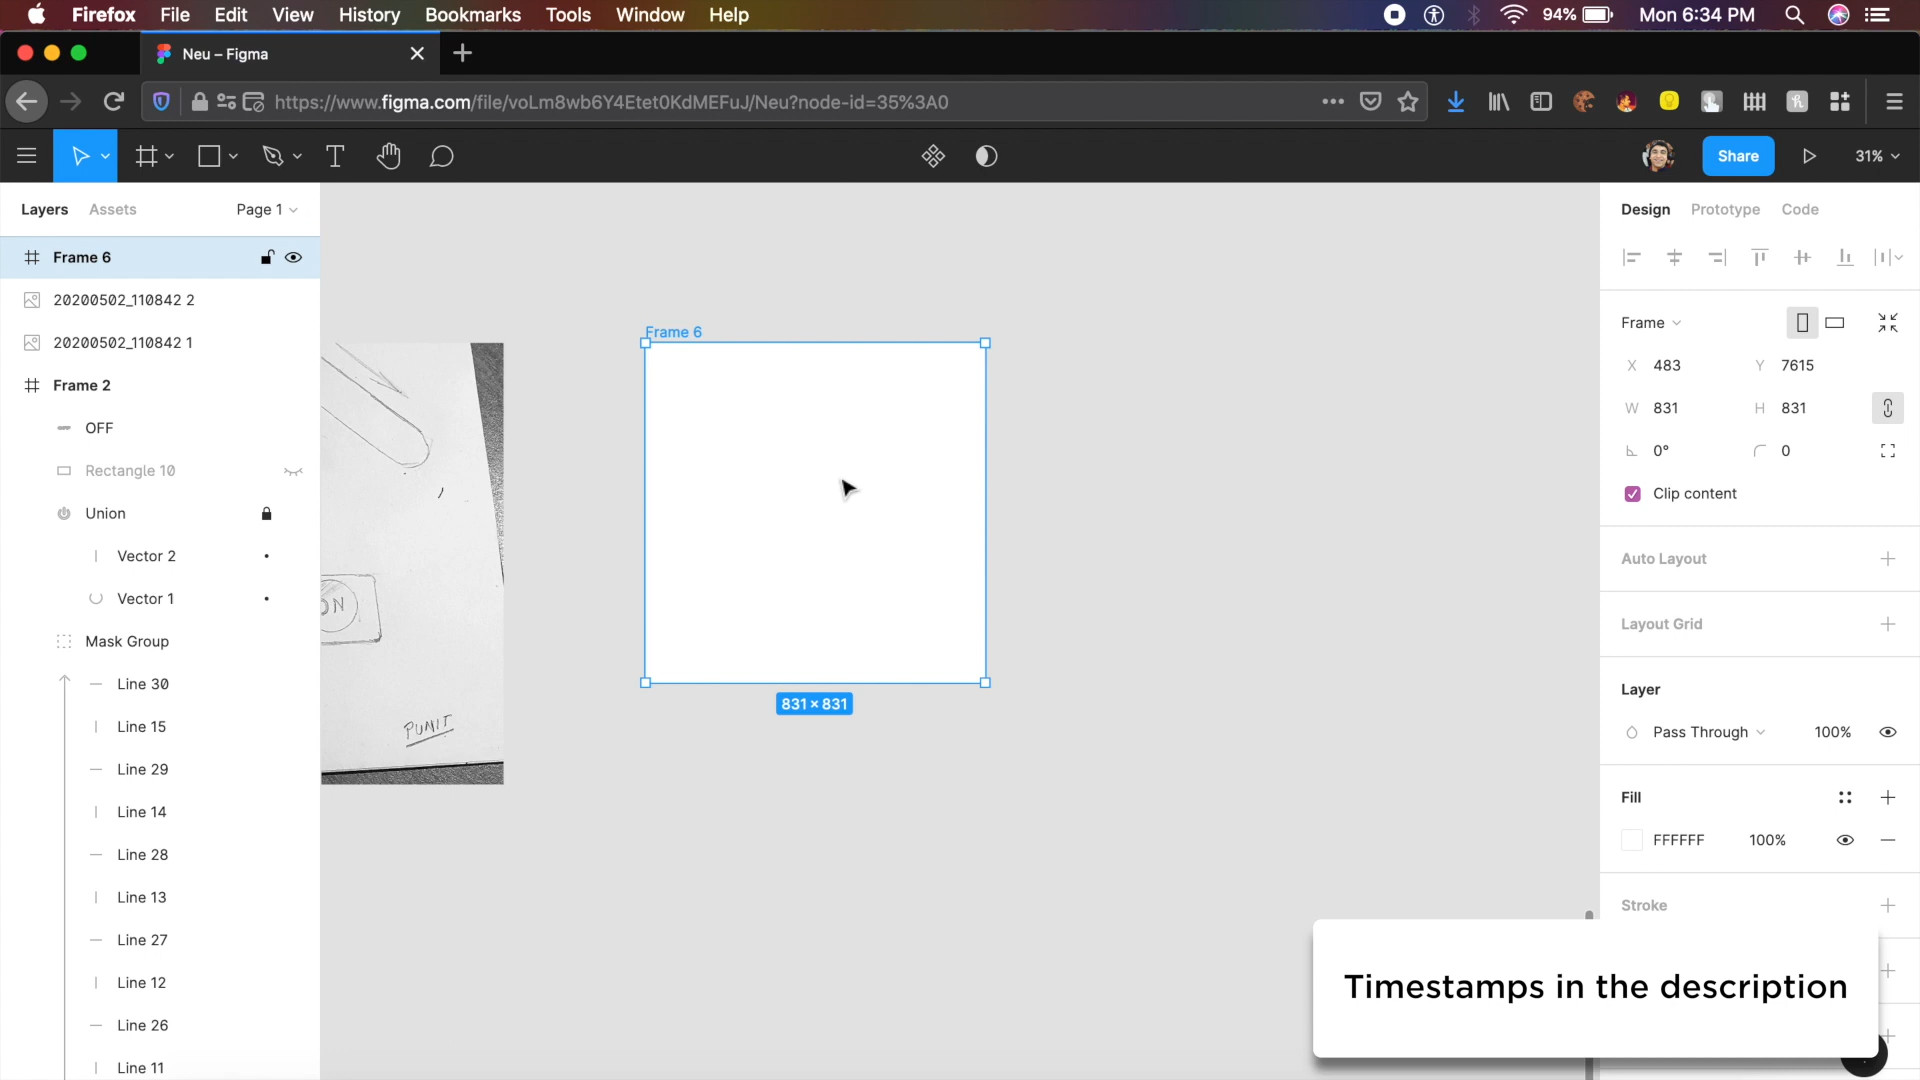 Firefox File Edit View History Bookmarks Tools Window Help 94% Mon 6:34 PM
Neu – Figma
https://www.figma.com/file/voLm8wb6Y4Etet0KdMEFuJ/Neu?node-id=35%3A0
Share 31%
Layers Assets Page 1
Frame 6
20200502_110842 2
20200502_110842 1
Frame 2
OFF
Rectangle 10
Union
Vector 2
Vector 1
Mask Group
Line 30
Line 15
Line 29
Line 14
Line 28
Line 13
Line 27
Line 12
Line 26
Line 11
ON
PUNIT
Frame 6
831 × 831
Design Prototype Code
Frame
X 483 Y 7615
W 831 H 831
0° 0
Clip content
Auto Layout
Layout Grid
Layer
Pass Through 100%
Fill
FFFFFF 100%
Stroke
Timestamps in the description